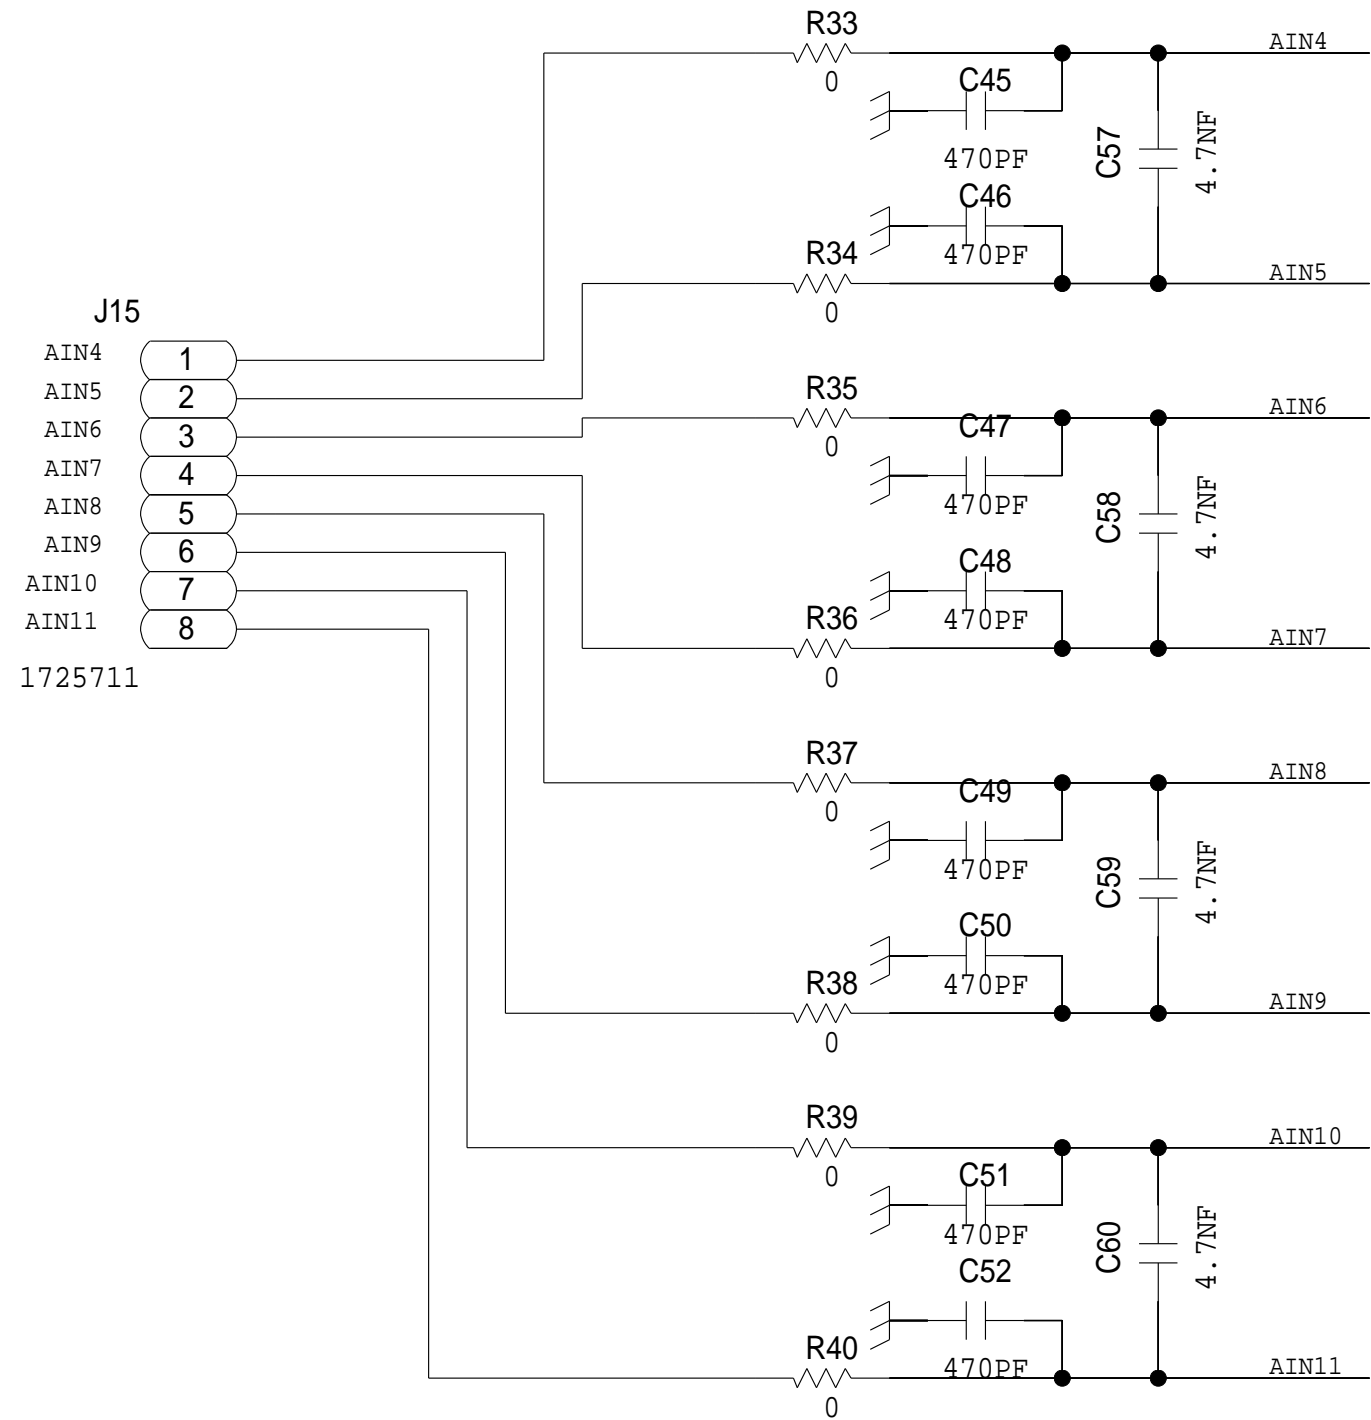 R33
AIN4
0
C45
470PF
C57
4.7NF
C46
470PF
R34
AIN5
0
J15
AIN4 1
AIN5 2
AIN6 3
AIN7 4
AIN8 5
AIN9 6
AIN10 7
AIN11 8
1725711
R35
AIN6
0
C47
470PF
C58
4.7NF
C48
470PF
R36
AIN7
0
R37
AIN8
0
C49
470PF
C59
4.7NF
C50
470PF
R38
AIN9
0
R39
AIN10
0
C51
470PF
C60
4.7NF
C52
470PF
R40
AIN11
0